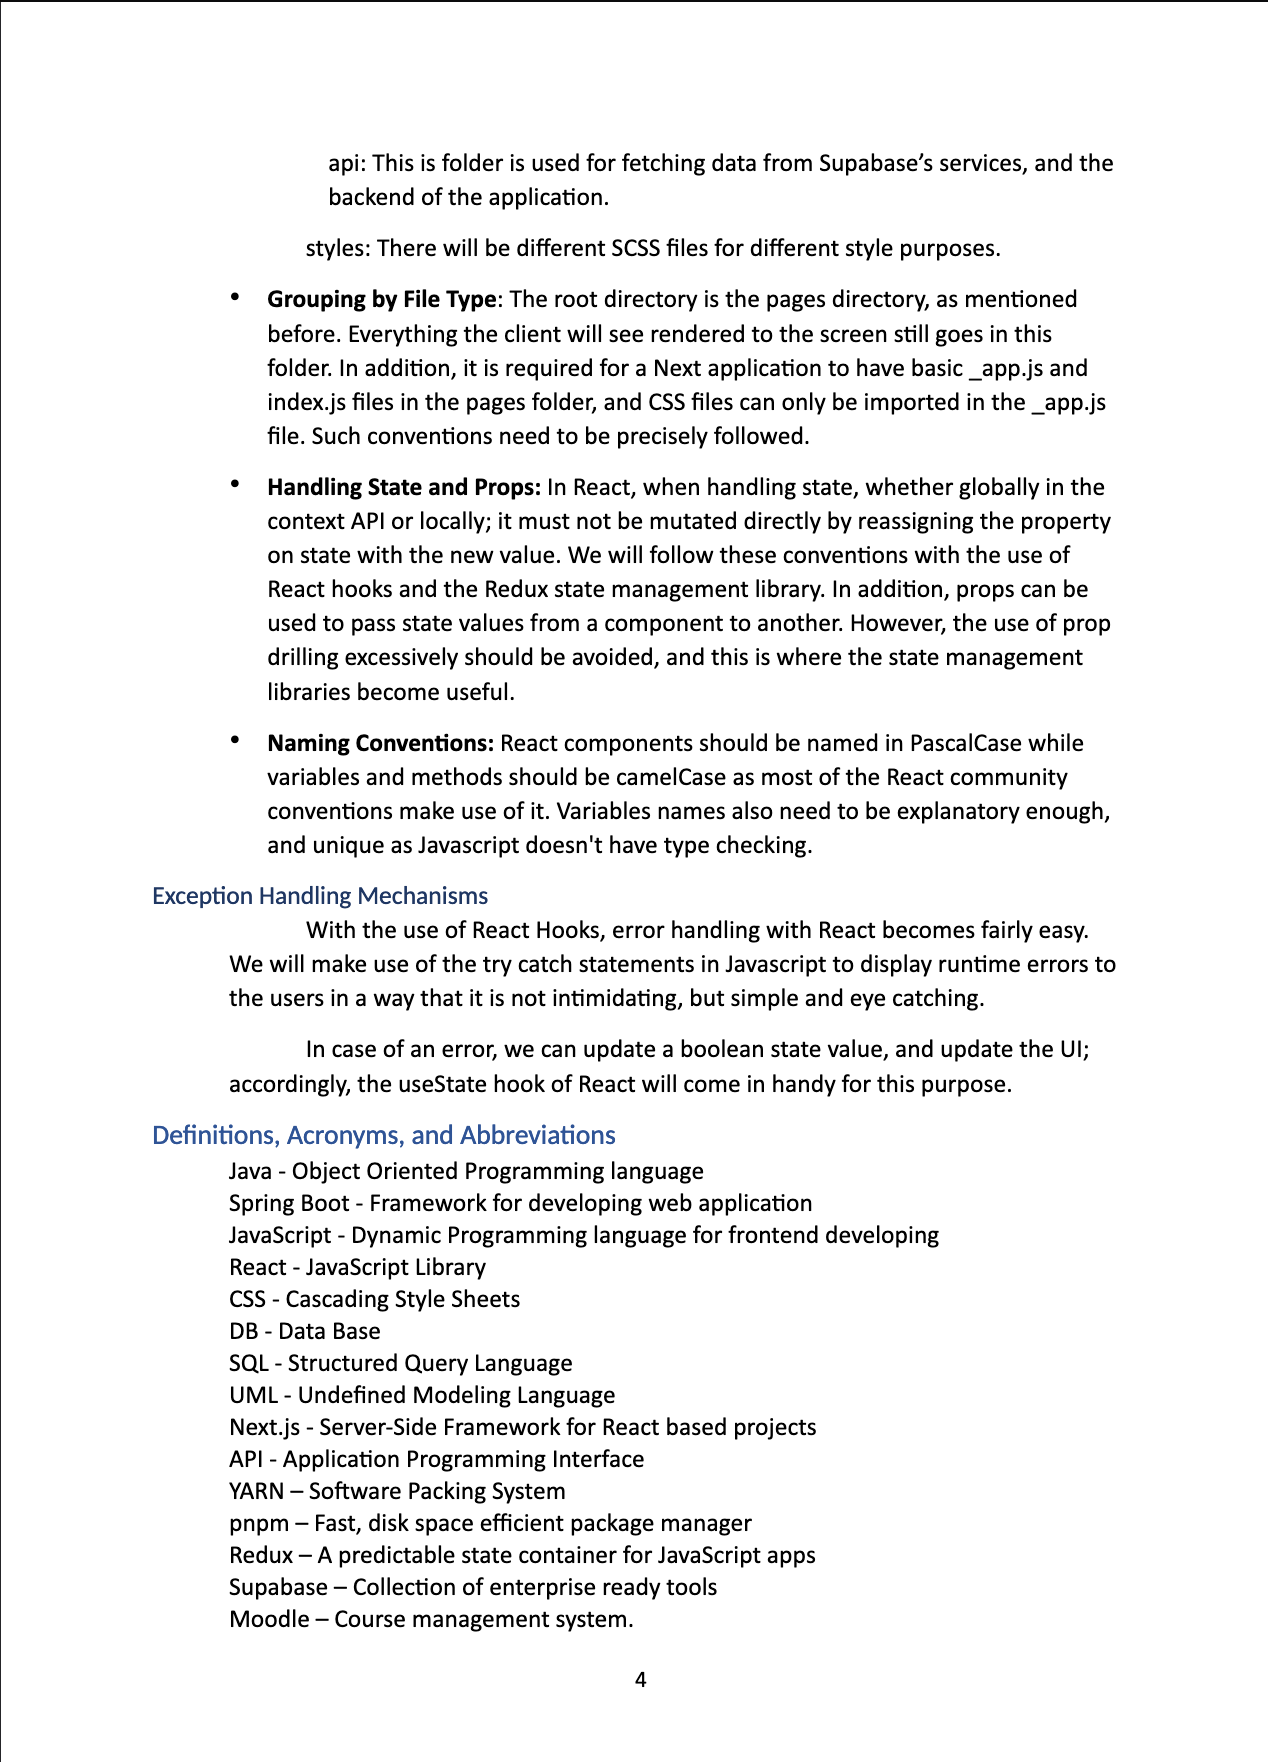 api: This is folder is used for fetching data from Supabase’s services, and the
backend of the application.
styles: There will be different SCSS files for different style purposes.
• Grouping by File Type: The root directory is the pages directory, as mentioned
before. Everything the client will see rendered to the screen still goes in this
folder. In addition, it is required for a Next application to have basic _app.js and
index.js files in the pages folder, and CSS files can only be imported in the _app.js
file. Such conventions need to be precisely followed.
• Handling State and Props: In React, when handling state, whether globally in the
context API or locally; it must not be mutated directly by reassigning the property
on state with the new value. We will follow these conventions with the use of
React hooks and the Redux state management library. In addition, props can be
used to pass state values from a component to another. However, the use of prop
drilling excessively should be avoided, and this is where the state management
libraries become useful.
• Naming Conventions: React components should be named in PascalCase while
variables and methods should be camelCase as most of the React community
conventions make use of it. Variables names also need to be explanatory enough,
and unique as Javascript doesn't have type checking.
Exception Handling Mechanisms
With the use of React Hooks, error handling with React becomes fairly easy.
We will make use of the try catch statements in Javascript to display runtime errors to
the users in a way that it is not intimidating, but simple and eye catching.
In case of an error, we can update a boolean state value, and update the UI;
accordingly, the useState hook of React will come in handy for this purpose.
Definitions, Acronyms, and Abbreviations
Java - Object Oriented Programming language
Spring Boot - Framework for developing web application
JavaScript - Dynamic Programming language for frontend developing
React - JavaScript Library
CSS - Cascading Style Sheets
DB - Data Base
SQL - Structured Query Language
UML - Undefined Modeling Language
Next.js - Server-Side Framework for React based projects
API - Application Programming Interface
YARN – Software Packing System
pnpm – Fast, disk space efficient package manager
Redux – A predictable state container for JavaScript apps
Supabase – Collection of enterprise ready tools
Moodle – Course management system.
4